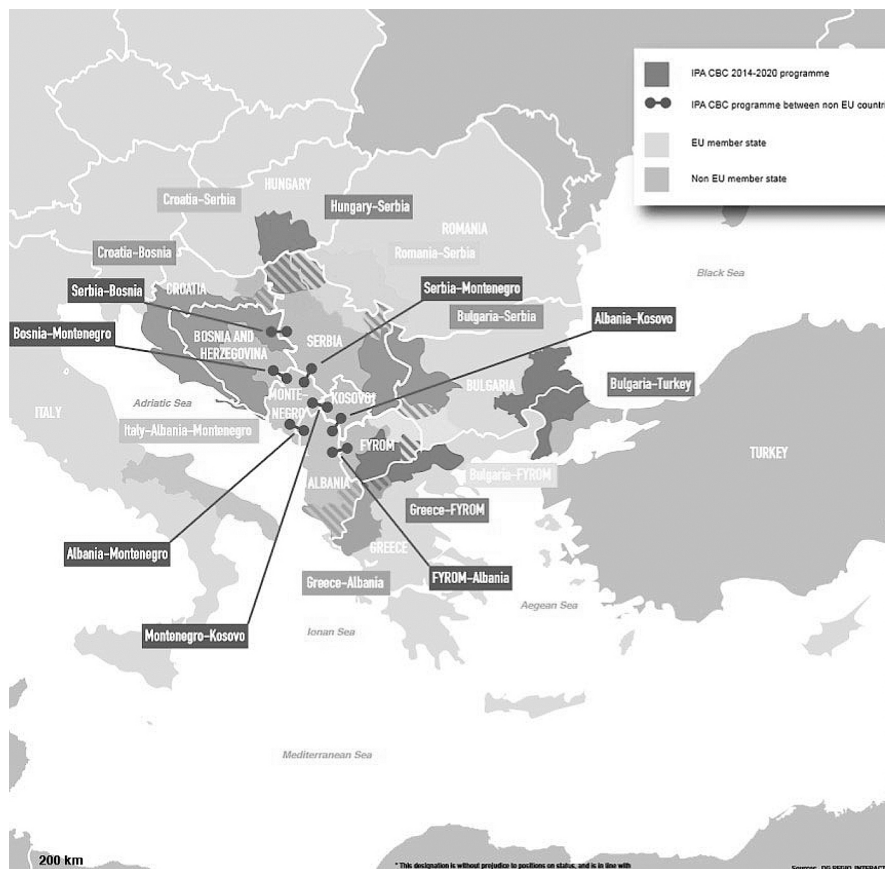 IPA CBC 2014-2020 programme
IPA CBC programme between non EU countri
EU member state
Non EU member state
HUNGARY
Croatia-Serbia
Hungary-Serbia
ROMANIA
Croatia-Bosnia
Romania-Serbia
Black Sea
CROATIA
Serbia-Bosnia
Serbia-Montenegro
Bosnia-Montenegro
BOSNIA AND
HERZEGOVINA
SERBIA
Bulgaria-Serbia
Albania-Kosovo
BULGARIA
Bulgaria-Turkey
MONTE-
NEGRO
KOSOVO*
Adriatic Sea
ITALY
Italy-Albania-Montenegro
FYROM
TURKEY
Bulgaria-FYROM
ALBANIA
Greece-FYROM
GREECE
Albania-Montenegro
Greece-Albania
FYROM-Albania
Aegean Sea
Ionan Sea
Montenegro-Kosovo
Mediterranean Sea
200 km
* This designation is without prejudice to positions on status, and is in line with
Sources: DG REGIO, INTERACT